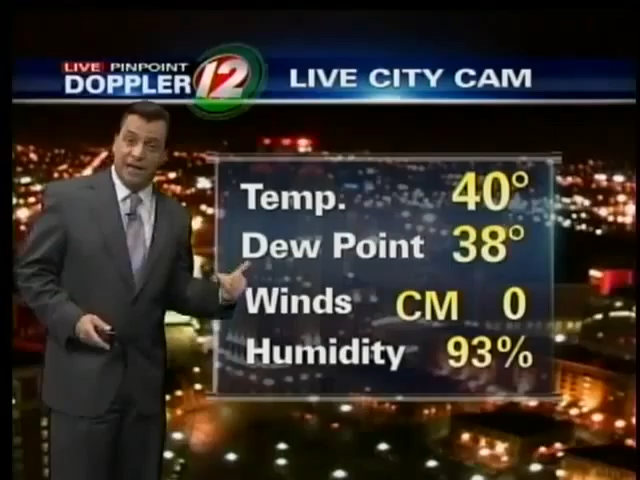 LIVE PINPOINT
DOPPLER 12
LIVE CITY CAM
Temp. 40°
Dew Point 38°
Winds CM 0
Humidity 93%